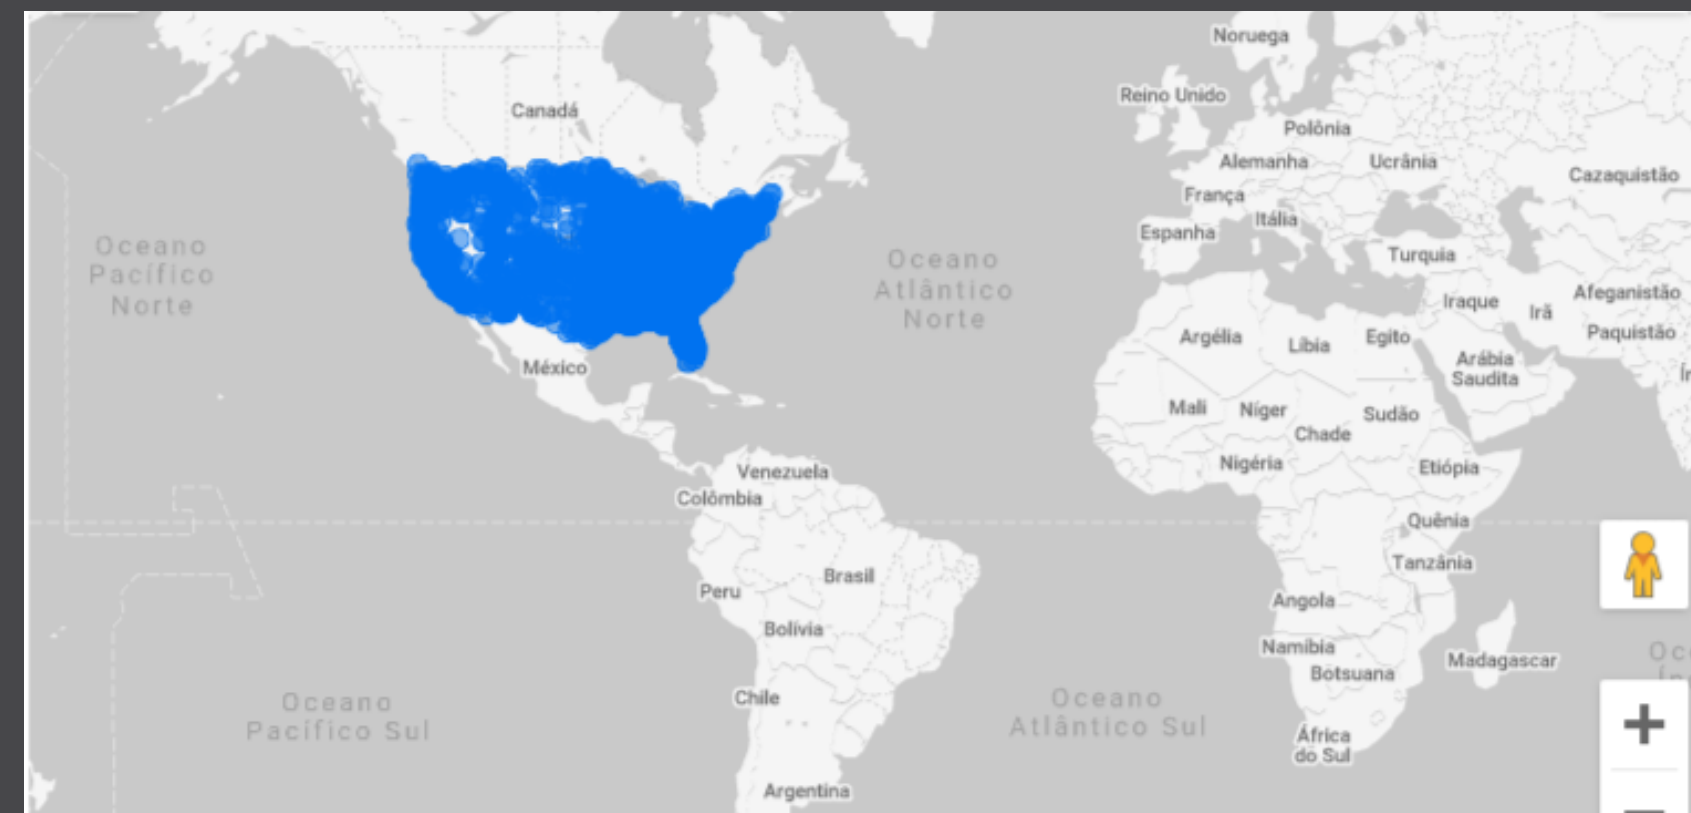 Noruega
Reino Unido
Canadá
Polônia
Alemanha
Ucrânia
Cazaquistão
França
Itália
Espanha
Turquia
Oceano
Pacífico
Norte
Oceano
Atlântico
Norte
Iraque
Irã
Afeganistão
Paquistão
Argélia
Líbia
Egito
Arábia
Saudita
México
Mali
Níger
Chade
Sudão
Nigéria
Etiópia
Venezuela
Colômbia
Quênia
Tanzânia
Brasil
Peru
Bolívia
Angola
Namíbia
Botsuana
Madagascar
Chile
Oceano
Pacífico Sul
Oceano
Atlântico Sul
África
do Sul
Argentina